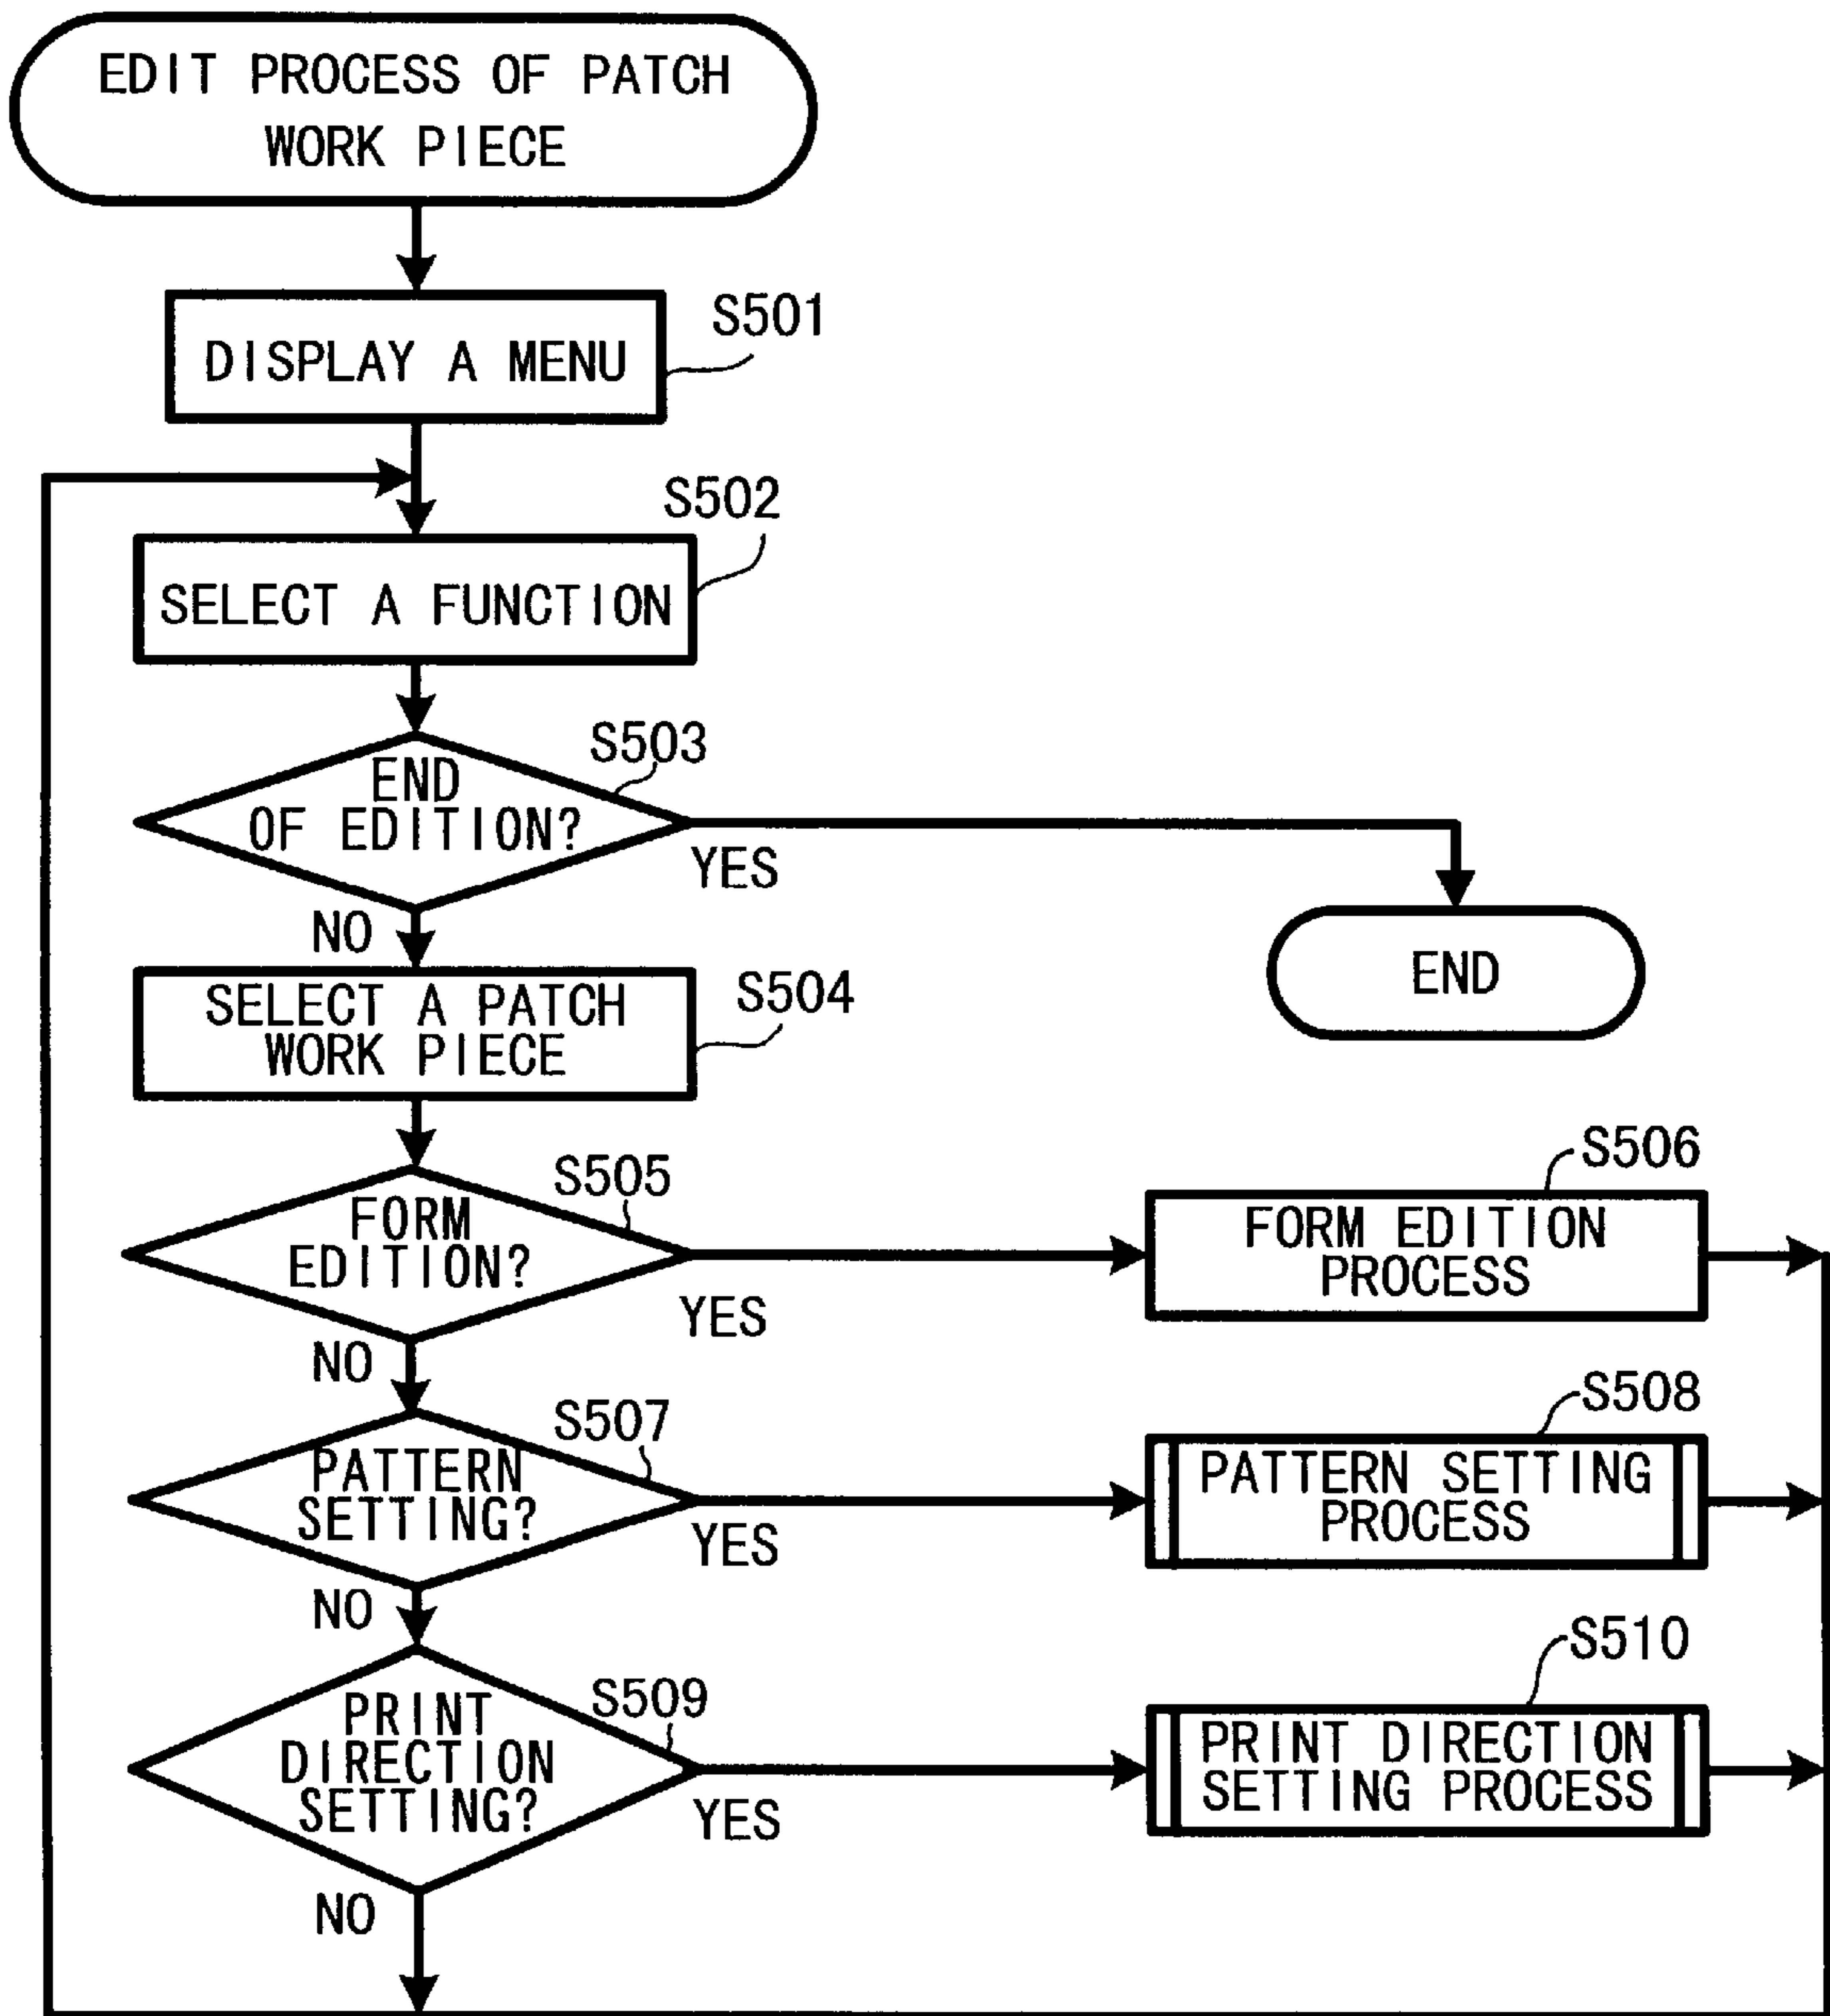 EDIT PROCESS OF PATCH
WORK PIECE
S501
DISPLAY A MENU
S502
SELECT A FUNCTION
S503
END
OF EDITION?
YES
NO
END
S504
SELECT A PATCH
WORK PIECE
S505
FORM
EDITION?
YES
NO
S506
FORM EDITION
PROCESS
S507
PATTERN
SETTING?
YES
NO
S508
PATTERN SETTING
PROCESS
S509
PRINT
DIRECTION
SETTING?
YES
NO
S510
PRINT DIRECTION
SETTING PROCESS